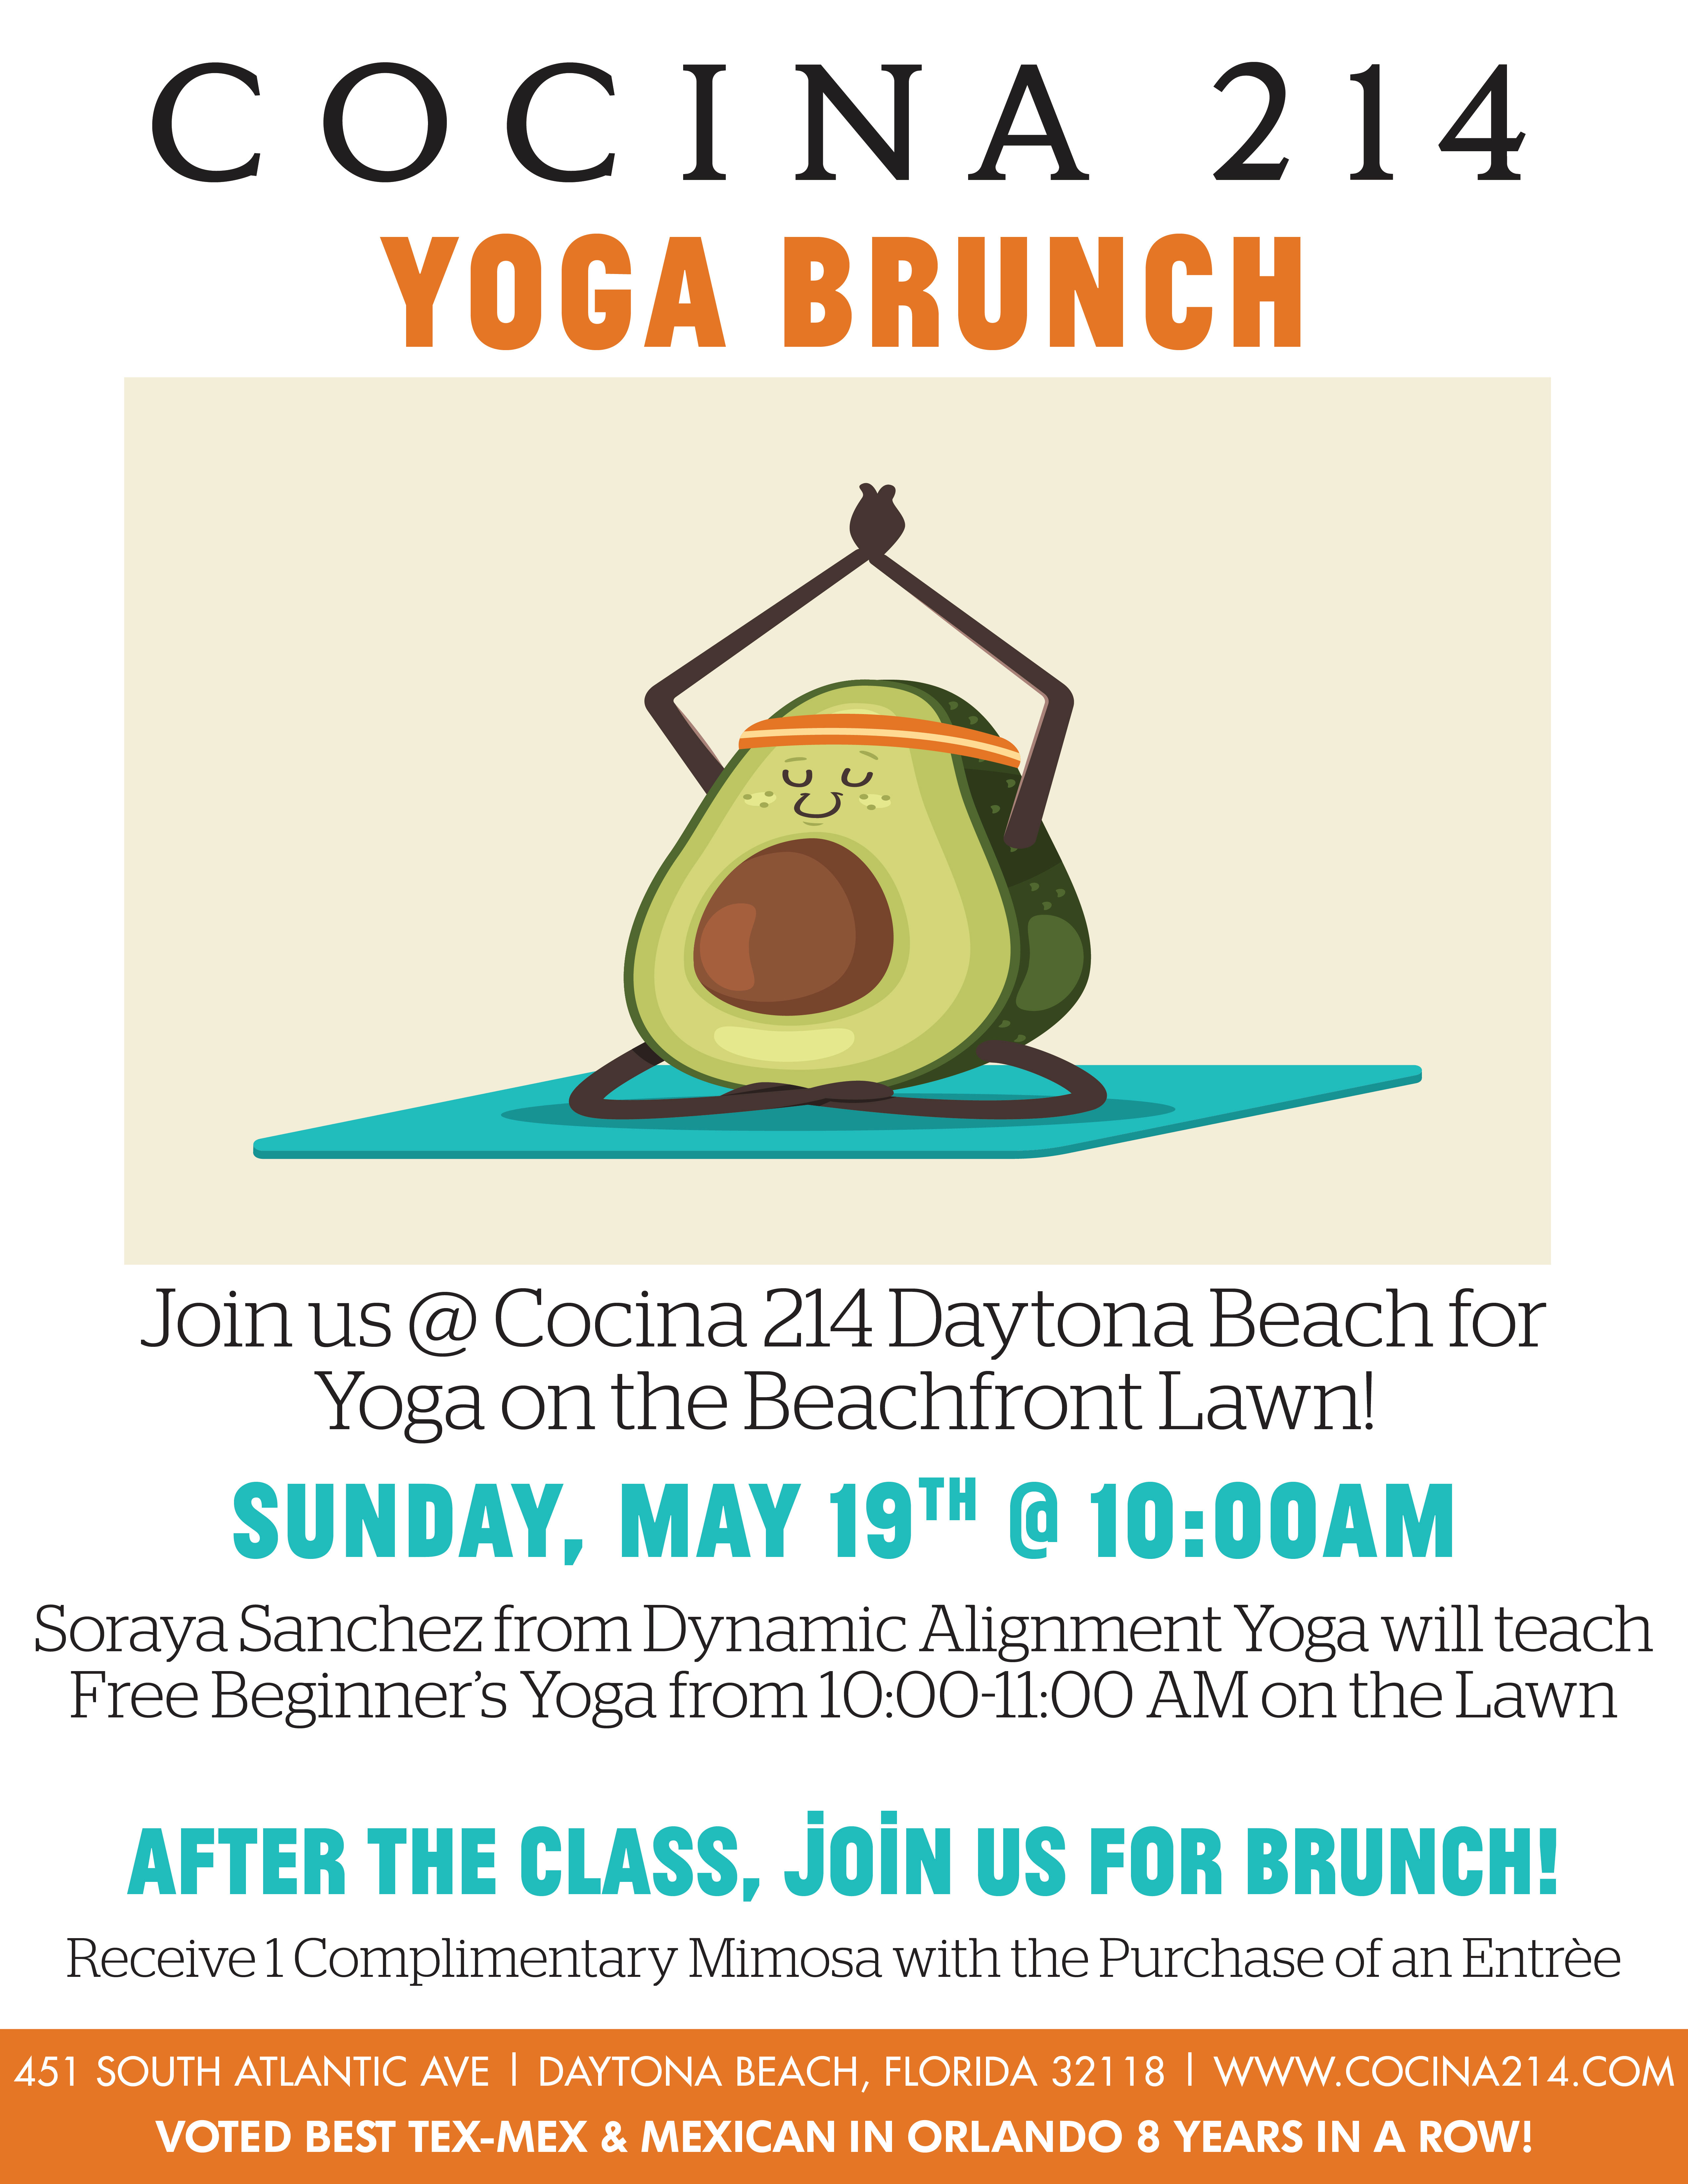 COCINA 214
YOGA BRUNCH
Join us @ Cocina 214 Daytona Beach for
Yoga on the Beachfront Lawn!
SUNDAY, MAY 19TH @ 10:00AM
Soraya Sanchez from Dynamic Alignment Yoga will teach
Free Beginner’s Yoga from 10:00-11:00 AM on the Lawn
AFTER THE CLASS, JOIN US FOR BRUNCH!
Receive 1 Complimentary Mimosa with the Purchase of an Entrèe
451 SOUTH ATLANTIC AVE | DAYTONA BEACH, FLORIDA 32118 | WWW.COCINA214.COM
VOTED BEST TEX-MEX & MEXICAN IN ORLANDO 8 YEARS IN A ROW!